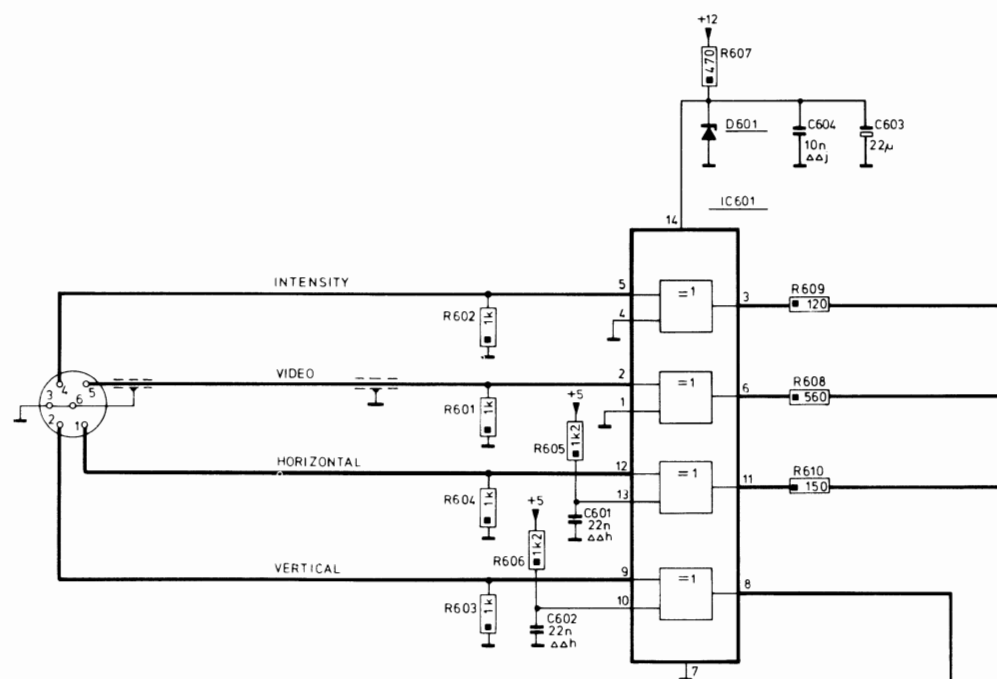 +12
R607
470
D601
C604
10n
ΔΔj
C603
22µ
IC601
14
INTENSITY
5
R602
1k
4
=1
3
R609
120
VIDEO
2
R601
1k
1
=1
6
R608
560
3
4
5
6
2
1
+5
R605
1k2
HORIZONTAL
12
R604
1k
13
=1
11
R610
150
C601
22n
ΔΔh
+5
R606
1k2
VERTICAL
9
R603
1k
10
=1
8
C602
22n
ΔΔh
7